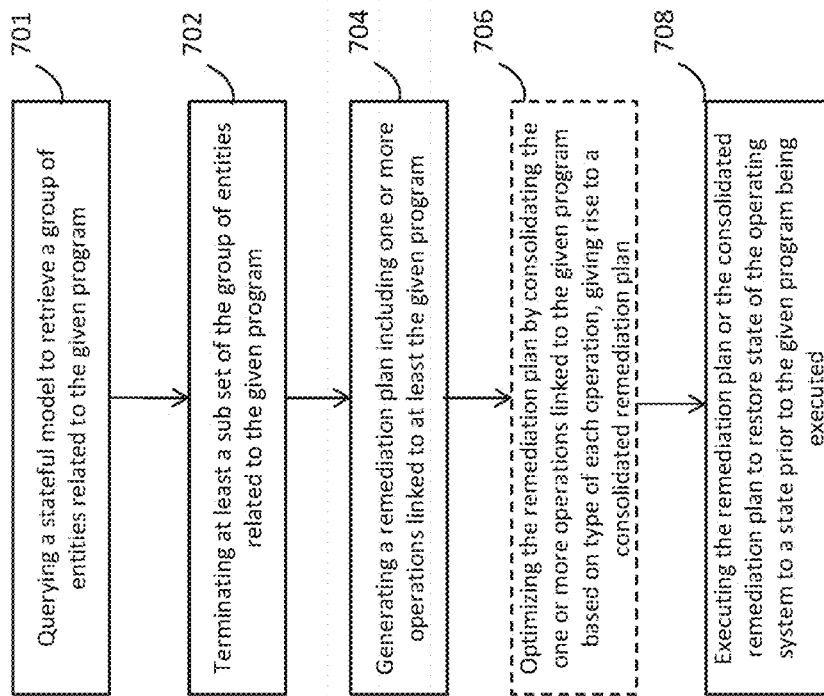 701
Querying a stateful model to retrieve a group of
entities related to the given program
702
Terminating at least a sub set of the group of entities
related to the given program
704
Generating a remediation plan including one or more
operations linked to at least the given program
706
Optimizing the remediation plan by consolidating the
one or more operations linked to the given program
based on type of each operation, giving rise to a
consolidated remediation plan
708
Executing the remediation plan or the consolidated
remediation plan to restore state of the operating
system to a state prior to the given program being
executed